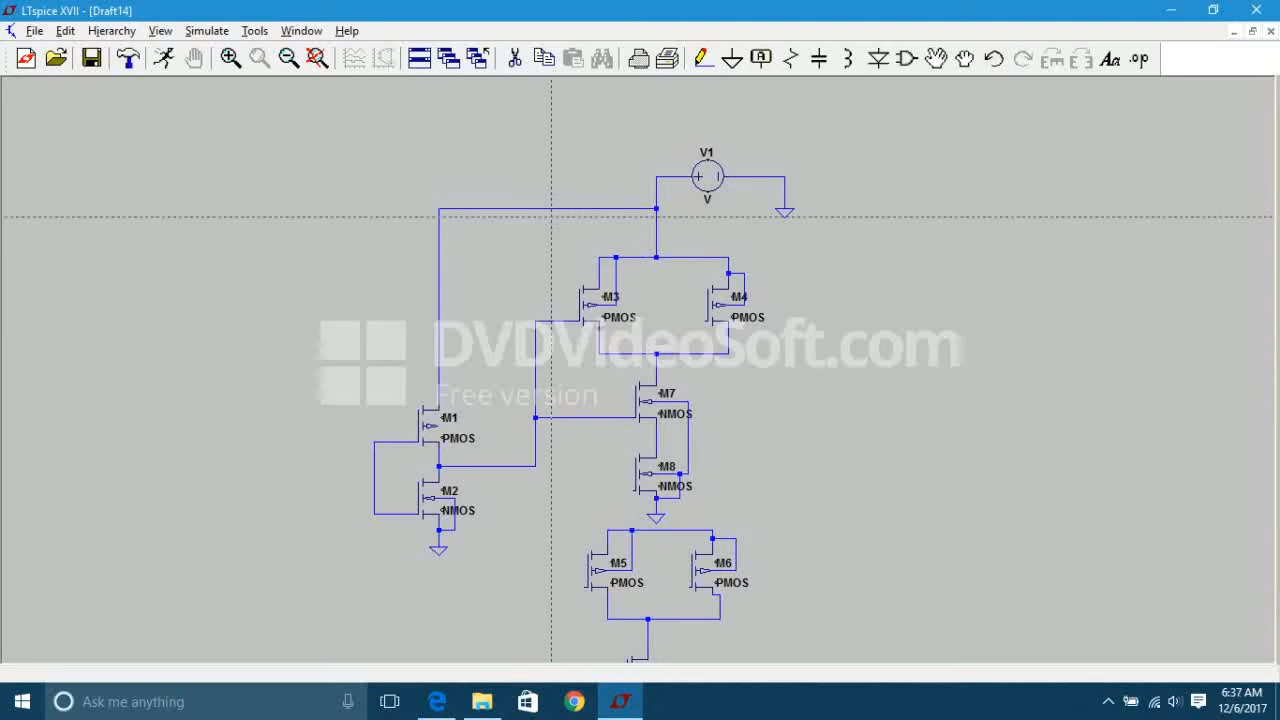 LTspice XVII - [Draft14]
File Edit Hierarchy View Simulate Tools Window Help
A Aa .op
V1
V
M3 M4
PMOS PMOS
DVDVideoSoft.com
Free version
M7
NMOS
M1
PMOS
M8
NMOS
M2
NMOS
M5 M6
PMOS PMOS
Ask me anything
6:37 AM
12/6/2017